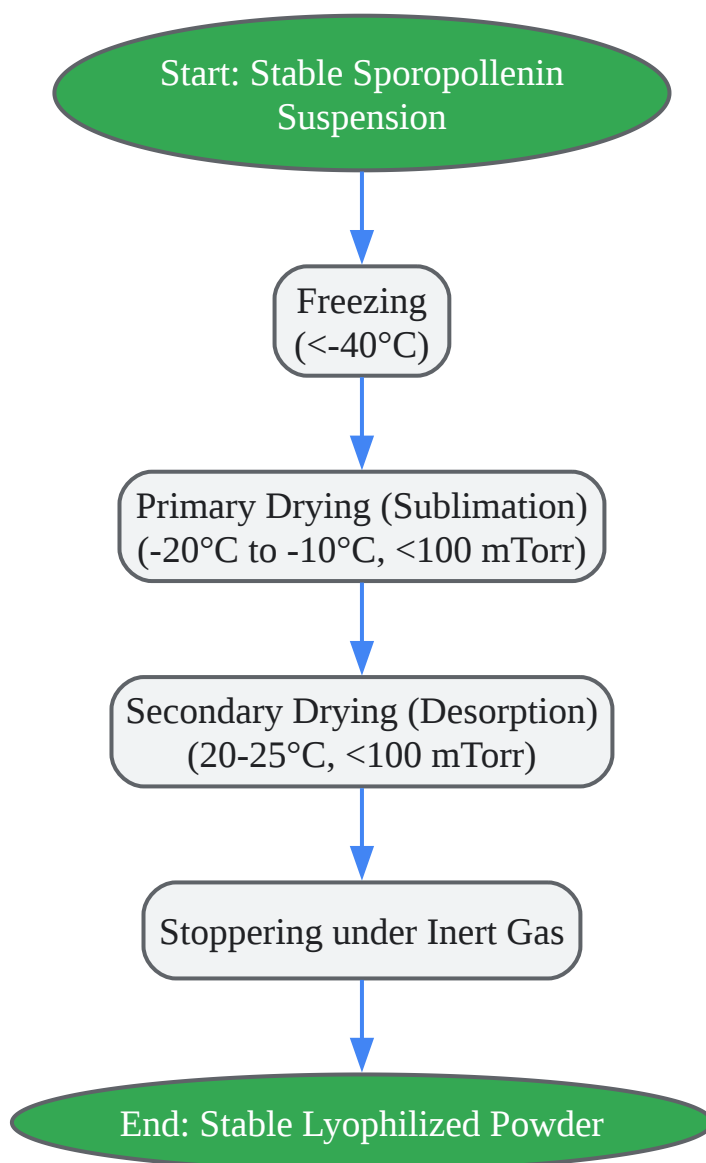 Start: Stable Sporopollenin
Suspension
Freezing
(<-40°C)
Primary Drying (Sublimation)
(-20°C to -10°C, <100 mTorr)
Secondary Drying (Desorption)
(20-25°C, <100 mTorr)
Stoppering under Inert Gas
End: Stable Lyophilized Powder